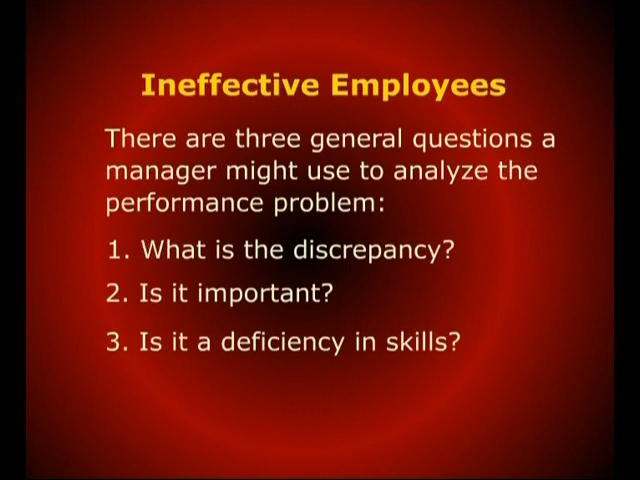 Ineffective Employees
There are three general questions a
manager might use to analyze the
performance problem:
1. What is the discrepancy?
2. Is it important?
3. Is it a deficiency in skills?